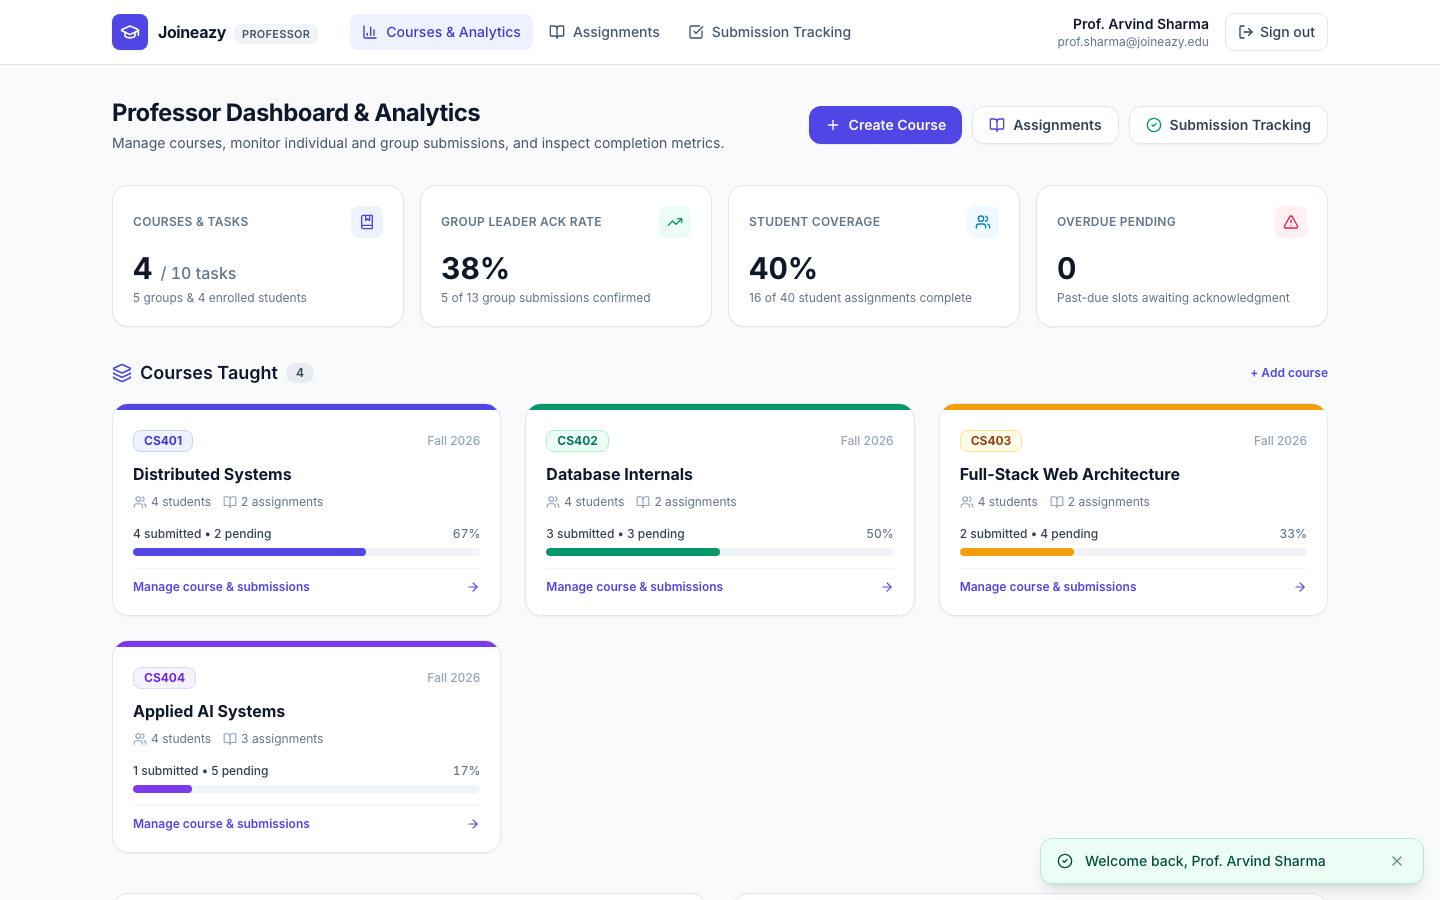 Joineazy PROFESSOR
Courses & Analytics
Assignments
Submission Tracking
Prof. Arvind Sharma
prof.sharma@joineazy.edu
Sign out
Professor Dashboard & Analytics
Manage courses, monitor individual and group submissions, and inspect completion metrics.
+ Create Course
Assignments
Submission Tracking
COURSES & TASKS
4 / 10 tasks
5 groups & 4 enrolled students
GROUP LEADER ACK RATE
38%
5 of 13 group submissions confirmed
STUDENT COVERAGE
40%
16 of 40 student assignments complete
OVERDUE PENDING
0
Past-due slots awaiting acknowledgment
Courses Taught 4
+ Add course
CS401 Fall 2026
Distributed Systems
4 students 2 assignments
4 submitted • 2 pending 67%
Manage course & submissions
CS402 Fall 2026
Database Internals
4 students 2 assignments
3 submitted • 3 pending 50%
Manage course & submissions
CS403 Fall 2026
Full-Stack Web Architecture
4 students 2 assignments
2 submitted • 4 pending 33%
Manage course & submissions
CS404 Fall 2026
Applied AI Systems
4 students 3 assignments
1 submitted • 5 pending 17%
Manage course & submissions
Welcome back, Prof. Arvind Sharma